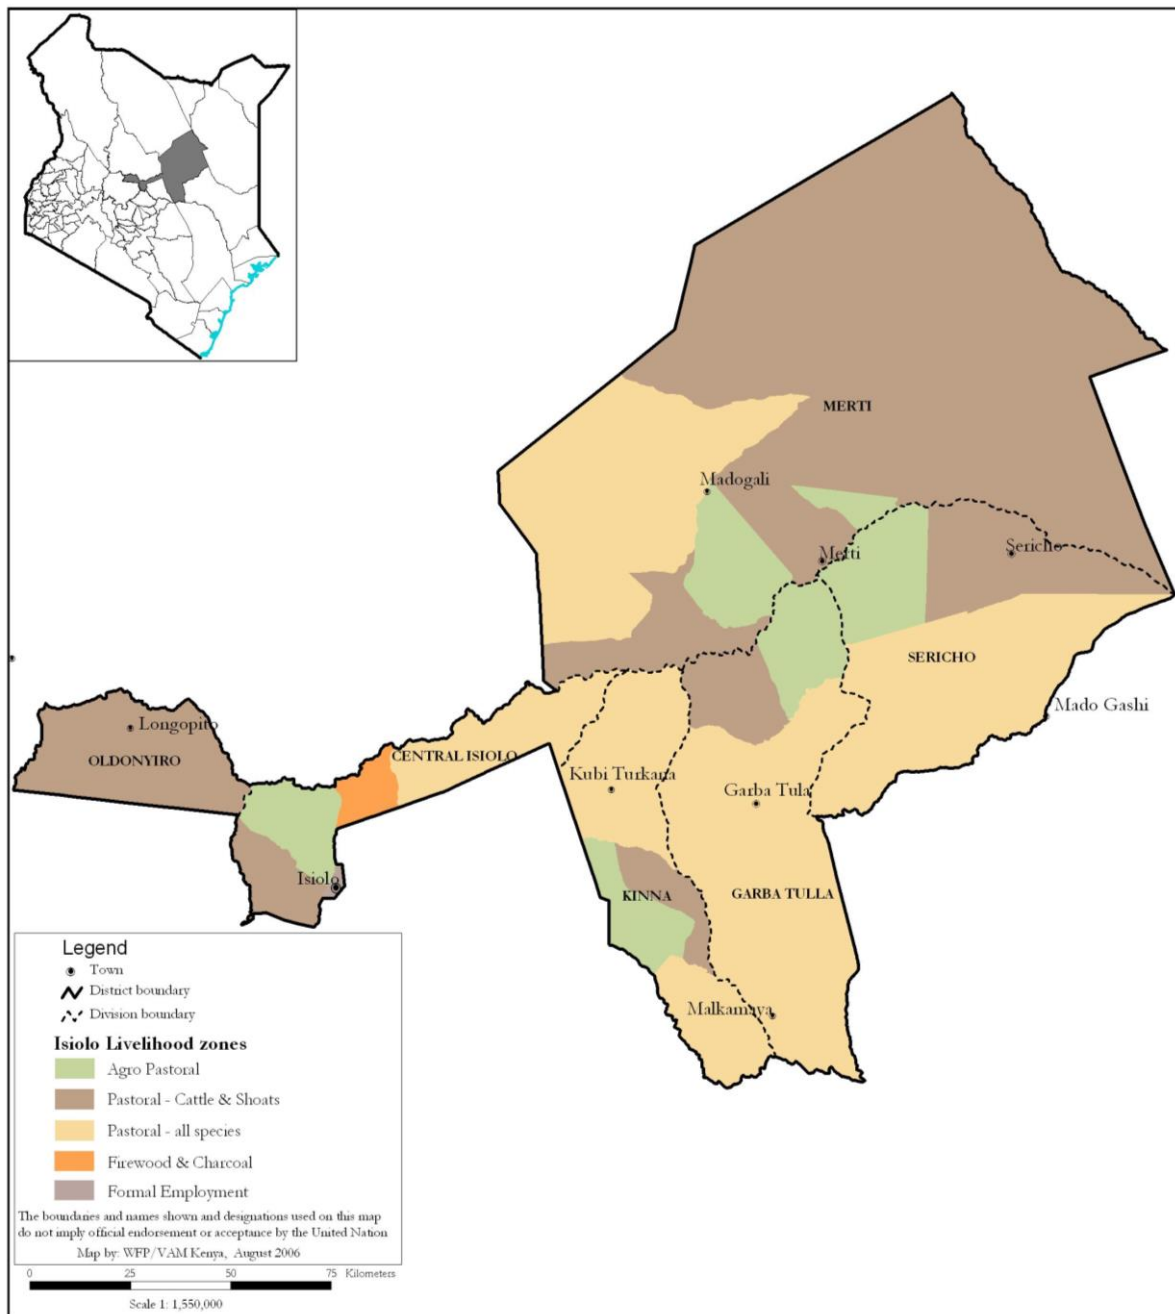 MERTI
Madogali
Merti
Sericho
SERICHO
Mado Gashi
Longopito
OLDONYIRO
CENTRAL ISIOLO
Kubi Turkana
Garba Tula
Isiolo
KINNA
GARBA TULLA
Malkamaya
Legend
Town
District boundary
Division boundary
Isiolo Livelihood zones
Agro Pastoral
Pastoral - Cattle & Shoats
Pastoral - all species
Firewood & Charcoal
Formal Employment
The boundaries and names shown and designations used on this map
do not imply official endorsement or acceptance by the United Nation
Map by: WFP/VAM Kenya, August 2006
0 25 50 75 Kilometers
Scale 1: 1,550,000